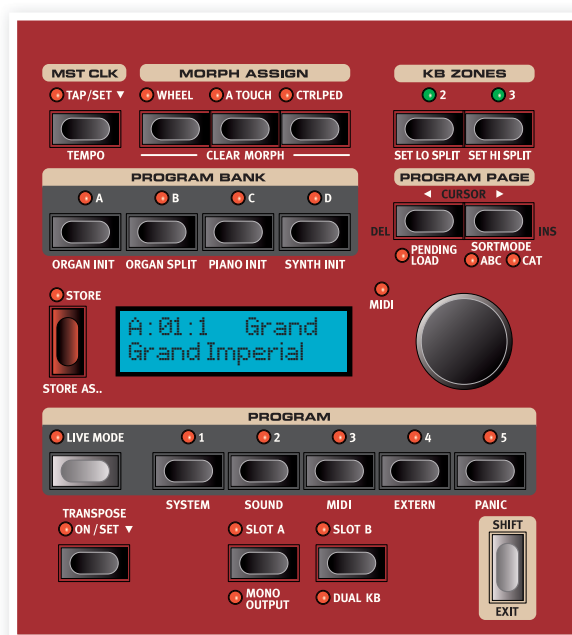 MST CLK
TAP/SET ▼
TEMPO
MORPH ASSIGN
WHEEL A TOUCH CTRLPED
CLEAR MORPH
KB ZONES
2 3
SET LO SPLIT SET HI SPLIT
PROGRAM BANK
A B C D
ORGAN INIT ORGAN SPLIT PIANO INIT SYNTH INIT
PROGRAM PAGE
◄ CURSOR ►
DEL INS
PENDING LOAD
SORTMODE
ABC CAT
STORE
STORE AS..
A:01:1 Grand
Grand Imperial
MIDI
PROGRAM
LIVE MODE 1 2 3 4 5
SYSTEM SOUND MIDI EXTERN PANIC
TRANSPOSE
ON /SET ▼
SLOT A SLOT B
MONO OUTPUT
DUAL KB
SHIFT
EXIT